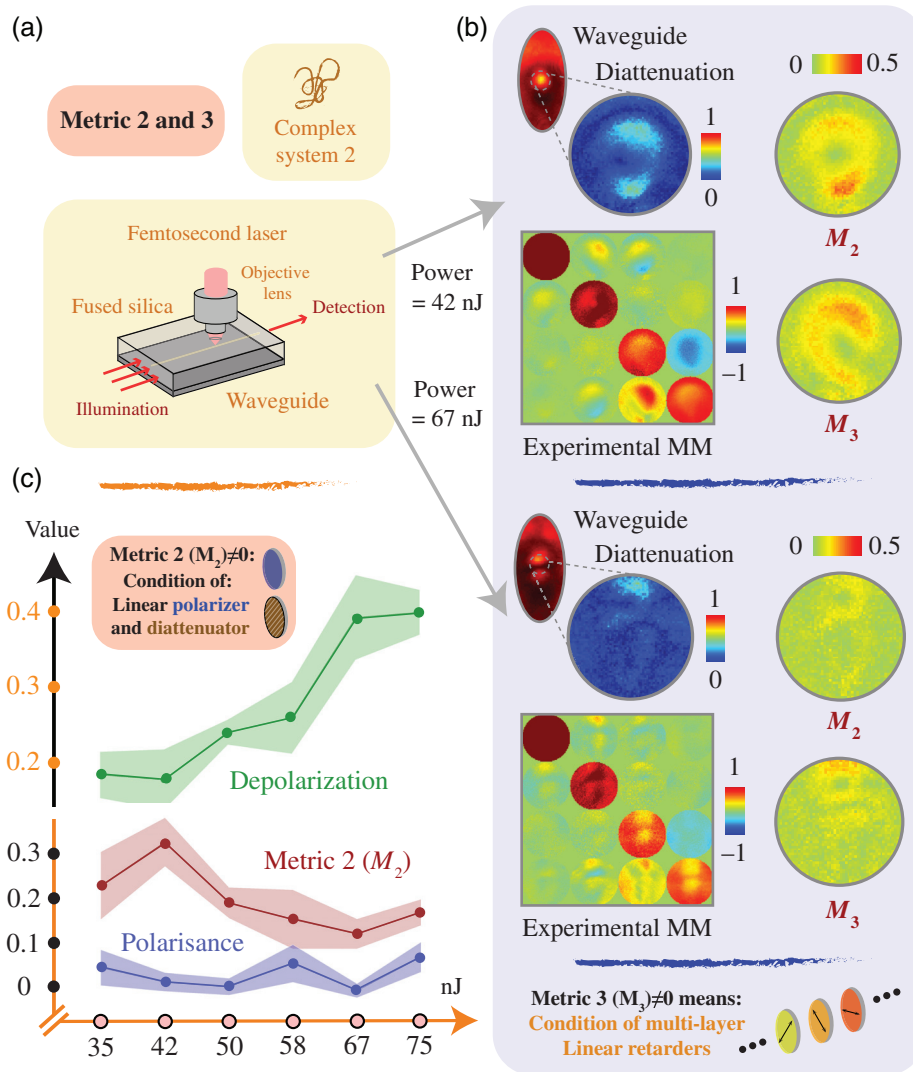 (a)
Metric 2 and 3
Complex
system 2
Femtosecond laser
Objective
lens
Fused silica
Detection
Illumination
Waveguide
Power
= 42 nJ
Power
= 67 nJ
(b)
Waveguide
Diattenuation
1
0
0 0.5
M₂
1
−1
M₃
Experimental MM
Waveguide
Diattenuation
1
0
0 0.5
M₂
1
−1
M₃
Experimental MM
Metric 3 (M₃)≠0 means:
Condition of multi-layer
Linear retarders
(c)
Value
Metric 2 (M₂)≠0:
Condition of:
Linear polarizer
and diattenuator
0.4
0.3
0.2
Depolarization
0.3
0.2
0.1
0
Metric 2 (M₂)
Polarisance
nJ
35 42 50 58 67 75